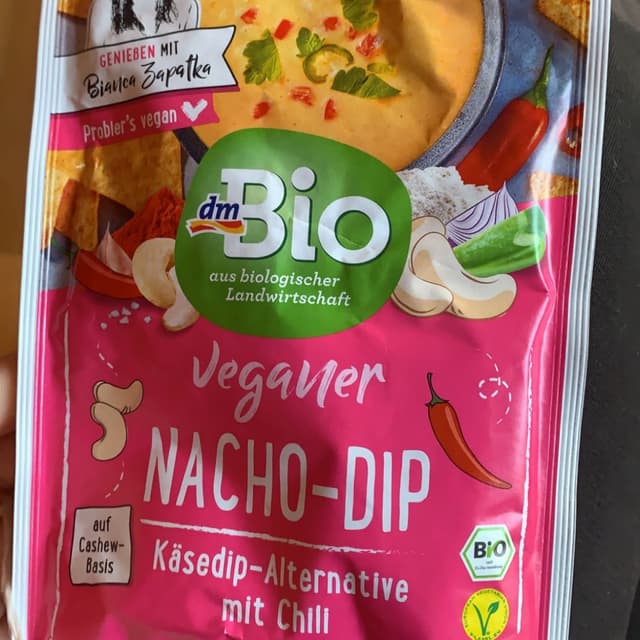 GENIEßEN MIT
Bianca Zapatka
Probier's vegan
dm
Bio
aus biologischer
Landwirtschaft
Veganer
NACHO-DIP
auf
Cashew-
Basis
Käsedip-Alternative
mit Chili
BIO